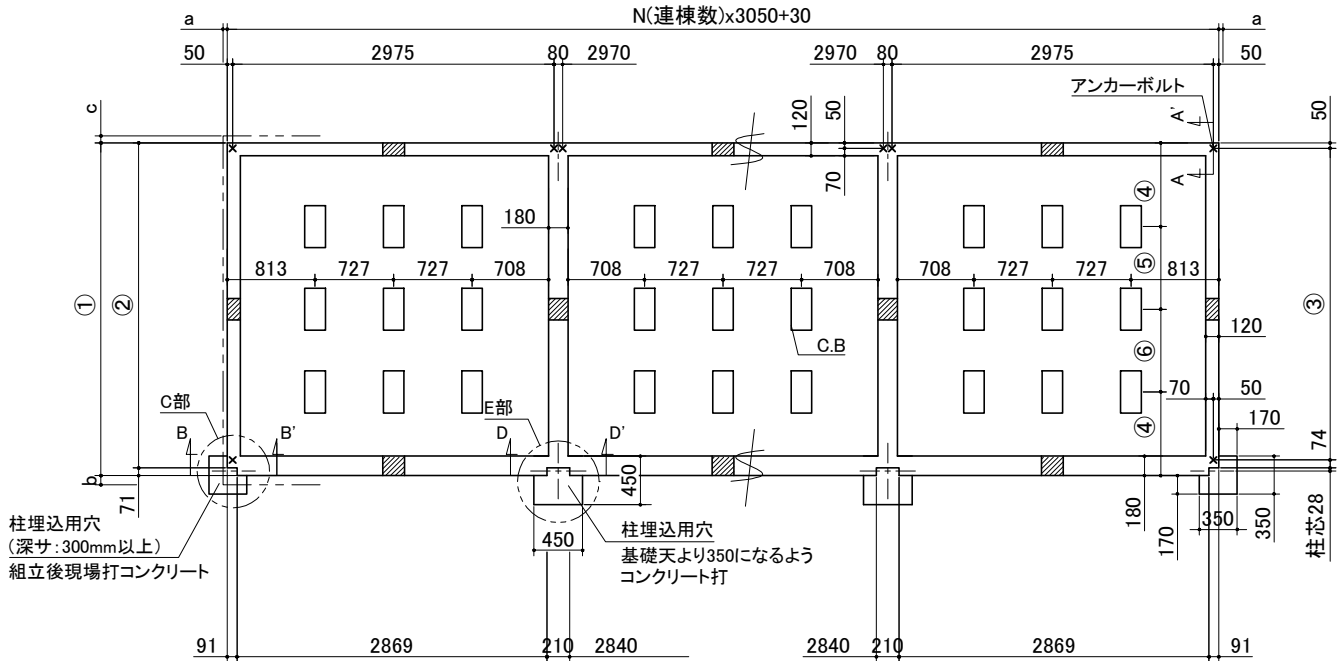 N(連棟数)x3050+30
a
a
50
2975
80
2970
2970
80
2975
50
アンカーボルト
c
120
50
70
A'
A
50
④
180
813
727
727
708
708
727
727
708
708
727
727
813
⑤
①
②
③
C.B
120
⑥
70
50
C部
E部
170
④
B
B'
D
D'
74
b
71
450
450
180
170
350
350
柱芯28
柱埋込用穴
(深サ:300mm以上)
組立後現場打コンクリート
柱埋込用穴
基礎天より350になるよう
コンクリート打
91
2869
210
2840
2840
210
2869
91